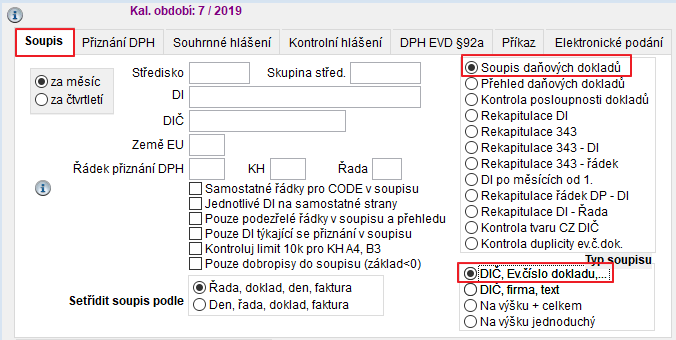 Kal. období: 7 / 2019
Soupis Přiznání DPH Souhrnné hlášení Kontrolní hlášení DPH EVD §92a Příkaz Elektronické podání
za měsíc
za čtvrtletí
Středisko Skupina střed.
DI
DIČ
Země EU
Řádek přiznání DPH KH Řada
Samostatné řádky pro CODE v soupisu
Jednotlivé DI na samostatné strany
Pouze podezřelé řádky v soupisu a přehledu
Pouze DI týkající se přiznání v soupisu
Kontroluj limit 10k pro KH A4, B3
Pouze dobropisy do soupisu (základ<0)
Setřídit soupis podle
Řada, doklad, den, faktura
Den, řada, doklad, faktura
Soupis daňových dokladů
Přehled daňových dokladů
Kontrola posloupnosti dokladů
Rekapitulace DI
Rekapitulace 343
Rekapitulace 343 - DI
Rekapitulace 343 - řádek
DI po měsících od 1.
Rekapitulace řádek DP - DI
Rekapitulace DI - Řada
Kontrola tvaru CZ DIČ
Kontrola duplicity ev.č.dok.
Typ soupisu
DIČ, Ev.číslo dokladu,...
DIČ, firma, text
Na výšku + celkem
Na výšku jednoduchý